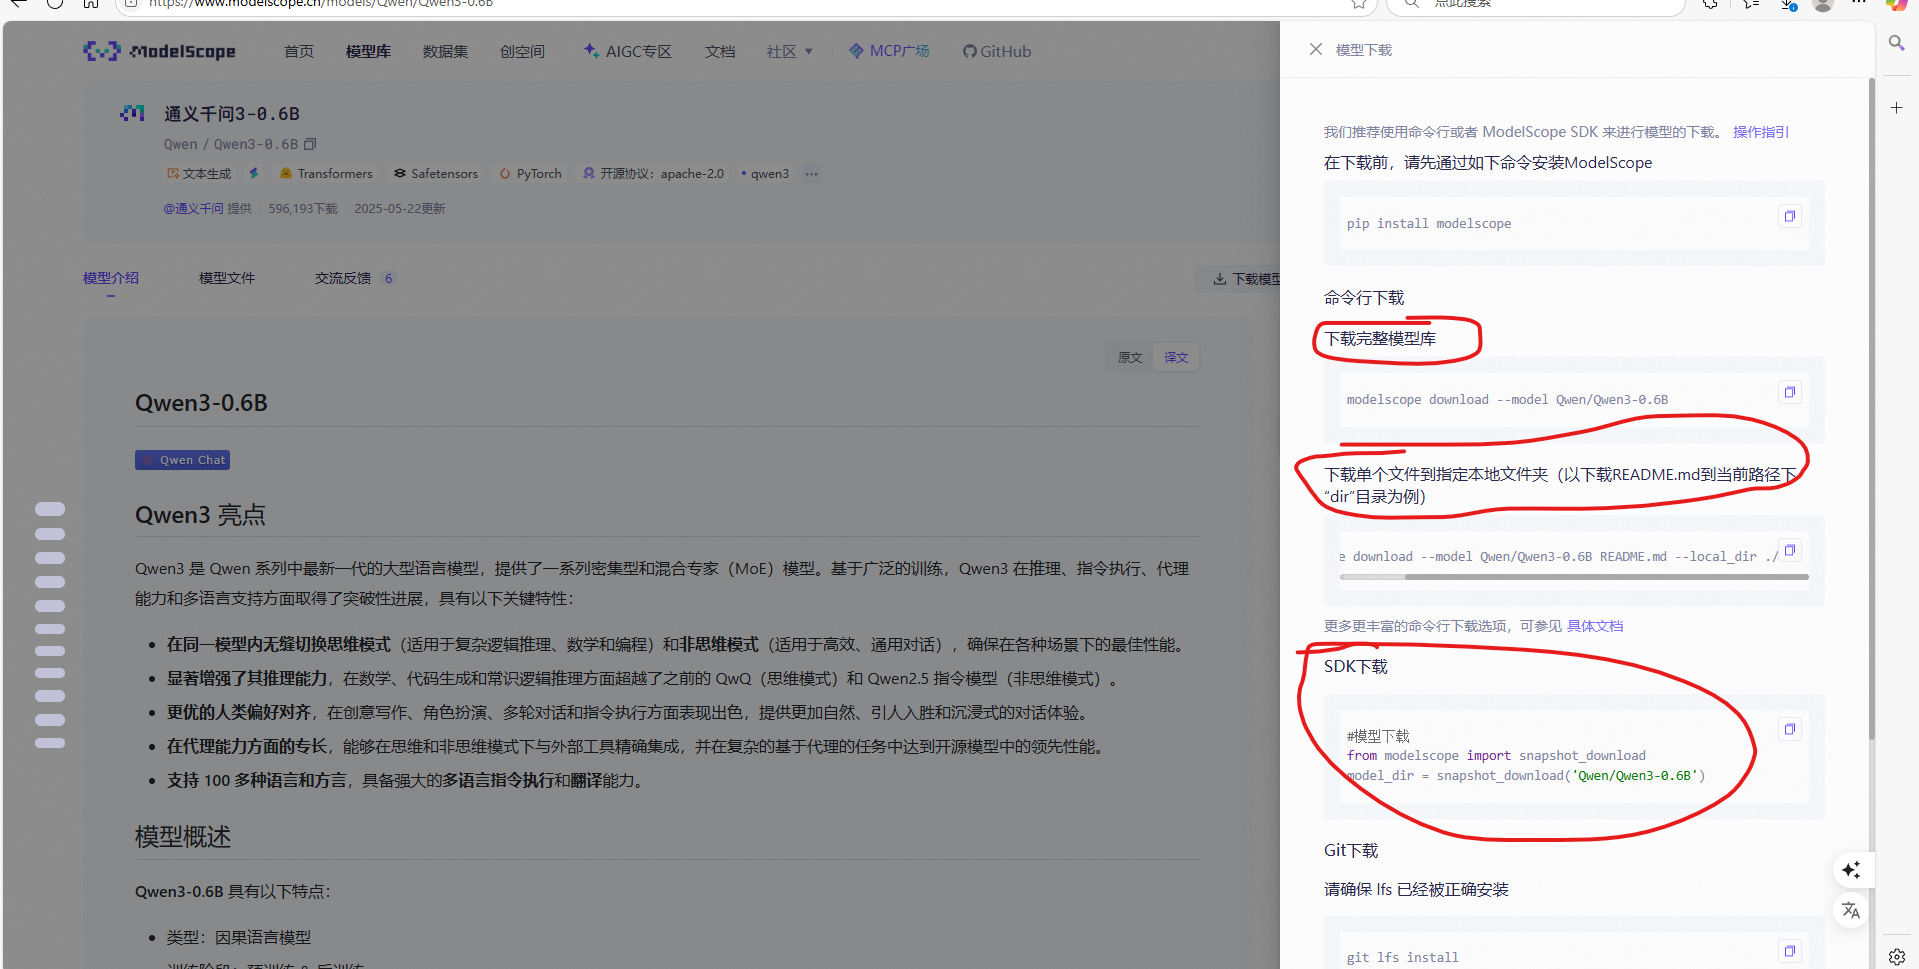 https://www.modelscope.cn/models/Qwen/Qwen3-0.6B
点此搜索
ModelScope
首页
模型库
数据集
创空间
AIGC专区
文档
社区
MCP广场
GitHub
通义千问3-0.6B
Qwen / Qwen3-0.6B
文本生成
Transformers
Safetensors
PyTorch
开源协议：apache-2.0
qwen3
...
@通义千问 提供
596,193下载
2025-05-22更新
模型介绍
模型文件
交流反馈 6
下载模型
原文
译文
Qwen3-0.6B
Qwen Chat
Qwen3 亮点
Qwen3 是 Qwen 系列中最新一代的大型语言模型，提供了一系列密集型和混合专家（MoE）模型。基于广泛的训练，Qwen3 在推理、指令执行、代理
能力和多语言支持方面取得了突破性进展，具有以下关键特性：
• 在同一模型内无缝切换思维模式（适用于复杂逻辑推理、数学和编程）和非思维模式（适用于高效、通用对话），确保在各种场景下的最佳性能。
• 显著增强了其推理能力，在数学、代码生成和常识逻辑推理方面超越了之前的 QwQ（思维模式）和 Qwen2.5 指令模型（非思维模式）。
• 更优的人类偏好对齐，在创意写作、角色扮演、多轮对话和指令执行方面表现出色，提供更加自然、引人入胜和沉浸式的对话体验。
• 在代理能力方面的专长，能够在思维和非思维模式下与外部工具精确集成，并在复杂的基于代理的任务中达到开源模型中的领先性能。
• 支持 100 多种语言和方言，具备强大的多语言指令执行和翻译能力。
模型概述
Qwen3-0.6B 具有以下特点：
• 类型：因果语言模型
训练阶段：预训练 & 后训练
模型下载
我们推荐使用命令行或者 ModelScope SDK 来进行模型的下载。 操作指引
在下载前，请先通过如下命令安装ModelScope
pip install modelscope
命令行下载
下载完整模型库
modelscope download --model Qwen/Qwen3-0.6B
下载单个文件到指定本地文件夹（以下载README.md到当前路径下
“dir”目录为例）
e download --model Qwen/Qwen3-0.6B README.md --local_dir ./
更多更丰富的命令行下载选项，可参见 具体文档
SDK下载
#模型下载
from modelscope import snapshot_download
model_dir = snapshot_download('Qwen/Qwen3-0.6B')
Git下载
请确保 lfs 已经被正确安装
git lfs install